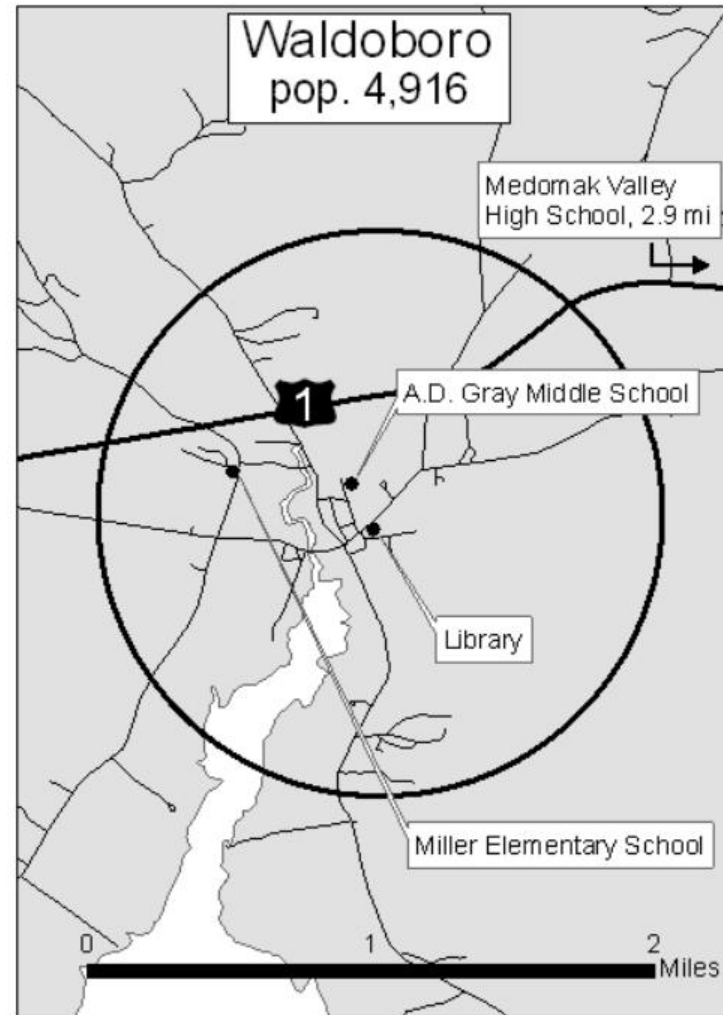 Waldoboro
pop. 4,916
Medomak Valley
High School, 2.9 mi
1
A.D. Gray Middle School
Library
Miller Elementary School
0 1 2
Miles